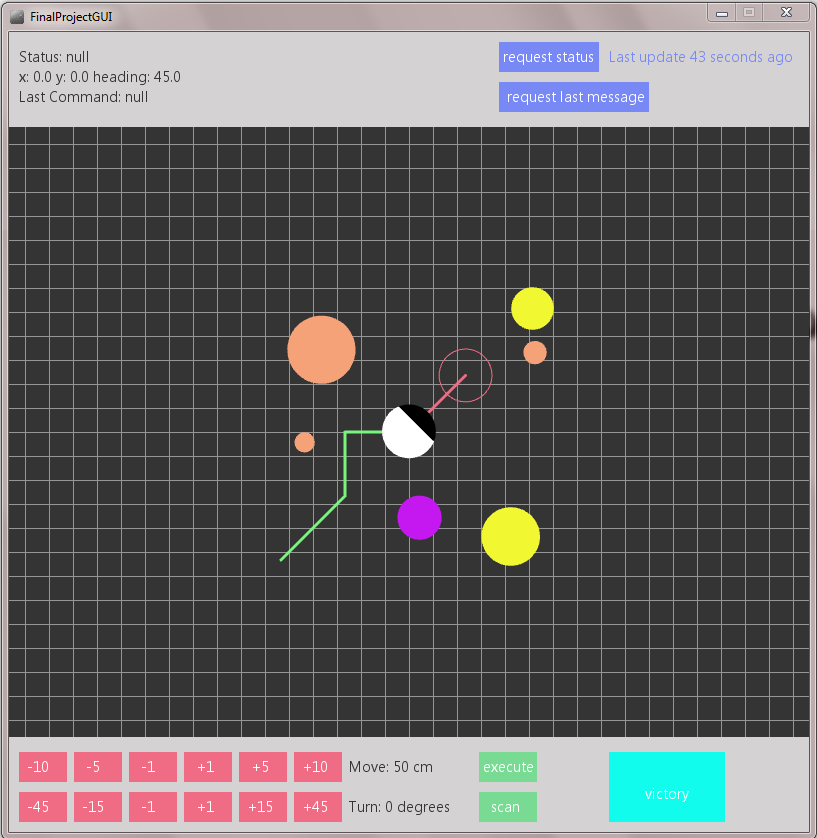 FinalProjectGUI
Status: null
x: 0.0 y: 0.0 heading: 45.0
Last Command: null
request status Last update 43 seconds ago
request last message
-10 -5 -1 +1 +5 +10 Move: 50 cm execute
-45 -15 -1 +1 +15 +45 Turn: 0 degrees scan
victory